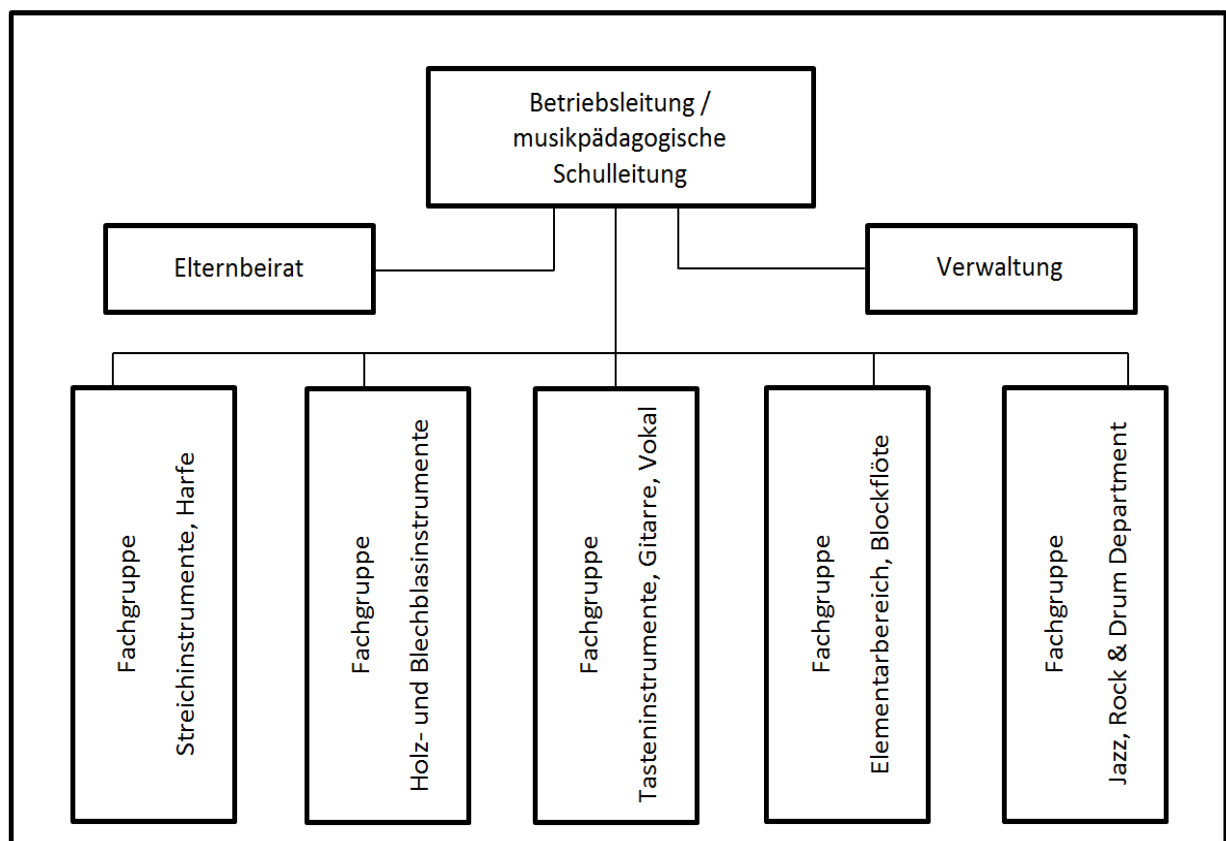 Betriebsleitung /
musikpädagogische
Schulleitung
Elternbeirat
Verwaltung
Fachgruppe
Streichinstrumente, Harfe
Fachgruppe
Holz- und Blechblasinstrumente
Fachgruppe
Tasteninstrumente, Gitarre, Vokal
Fachgruppe
Elementarbereich, Blockflöte
Fachgruppe
Jazz, Rock & Drum Department